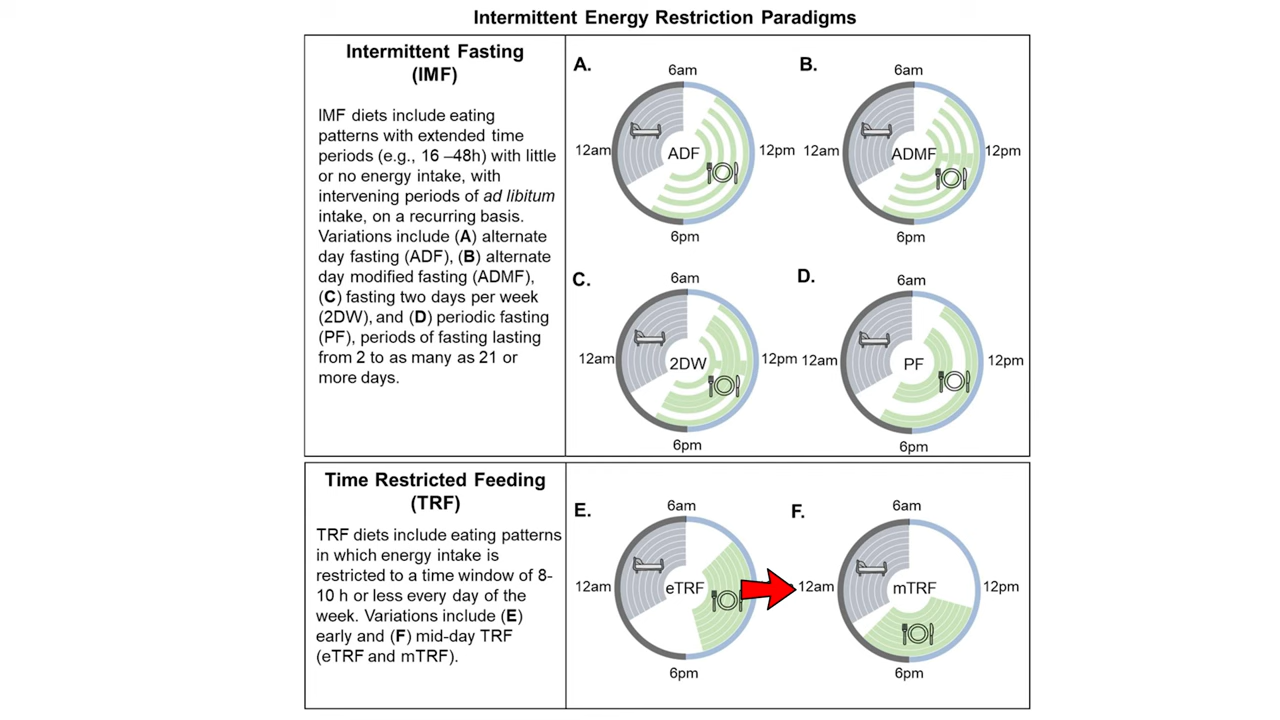 Intermittent Energy Restriction Paradigms
Intermittent Fasting
(IMF)
IMF diets include eating
patterns with extended time
periods (e.g., 16 –48h) with little
or no energy intake, with
intervening periods of ad libitum
intake, on a recurring basis.
Variations include (A) alternate
day fasting (ADF), (B) alternate
day modified fasting (ADMF),
(C) fasting two days per week
(2DW), and (D) periodic fasting
(PF), periods of fasting lasting
from 2 to as many as 21 or
more days.
A.
6am
12am
ADF
12pm
6pm
B.
6am
12am
ADMF
12pm
6pm
C.
6am
12am
2DW
12pm
6pm
D.
6am
12am
PF
12pm
6pm
Time Restricted Feeding
(TRF)
TRF diets include eating patterns
in which energy intake is
restricted to a time window of 8-
10 h or less every day of the
week. Variations include (E)
early and (F) mid-day TRF
(eTRF and mTRF).
E.
6am
12am
eTRF
6pm
F.
6am
12am
mTRF
12pm
6pm